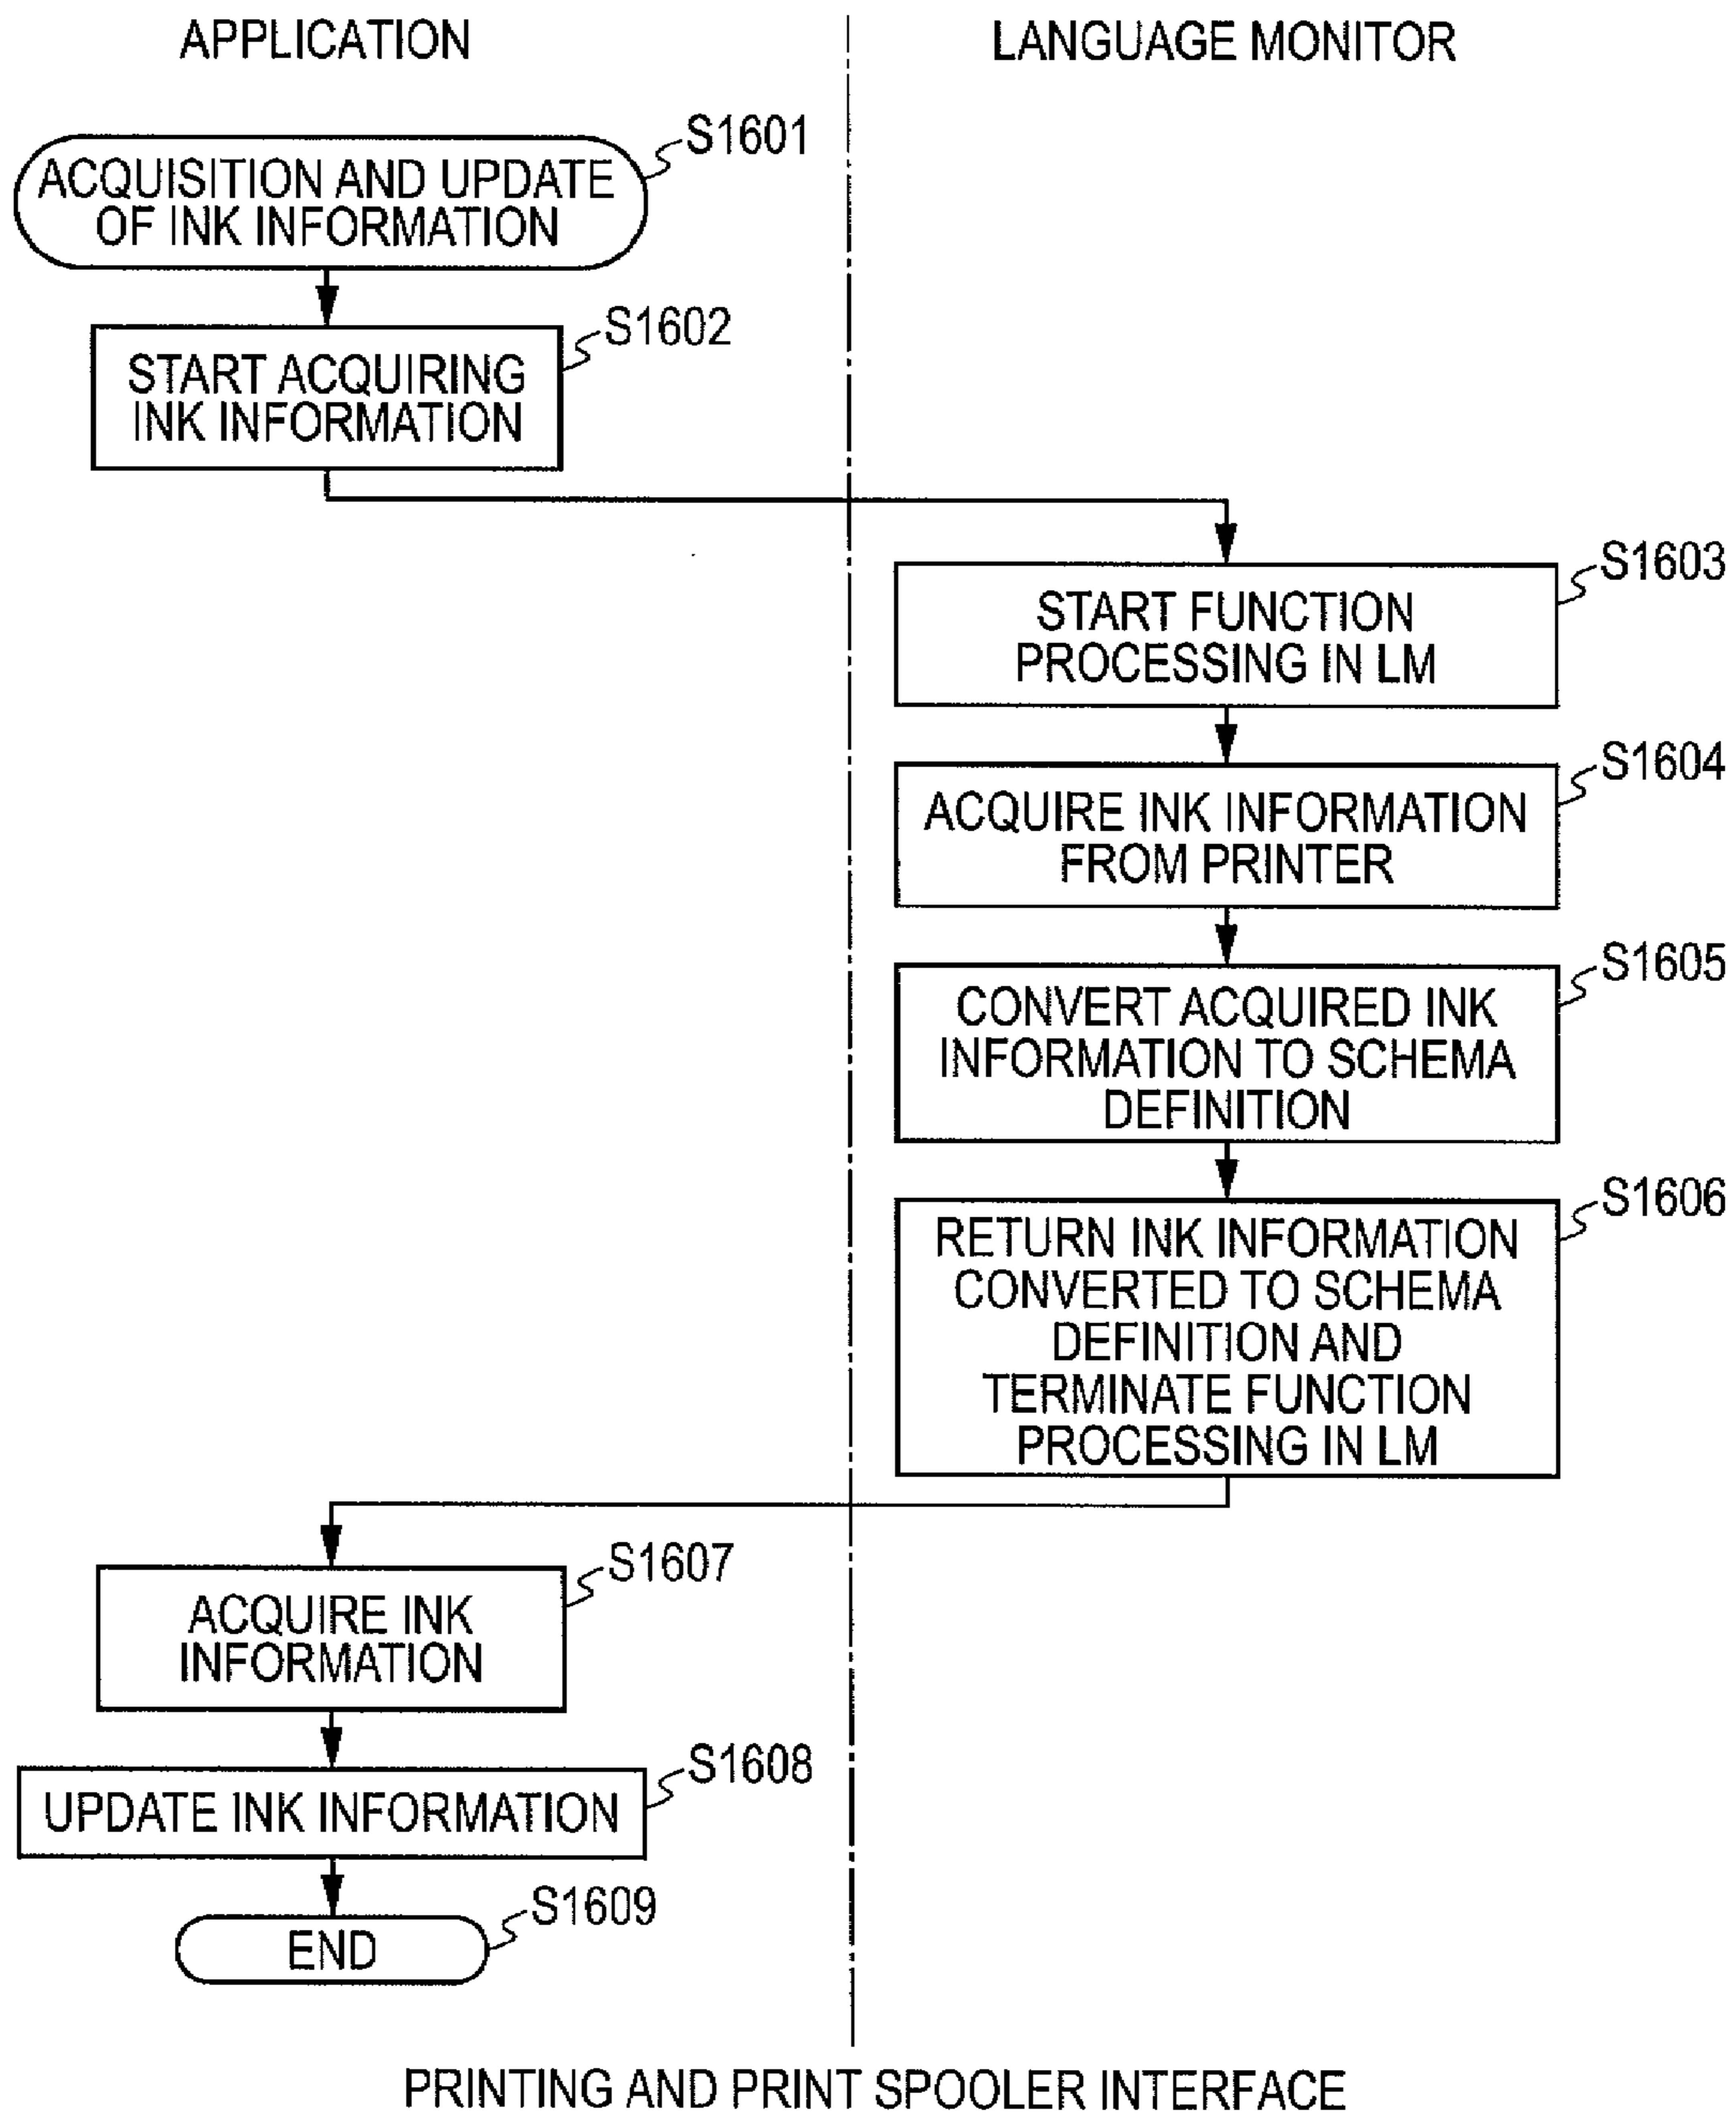 APPLICATION
LANGUAGE MONITOR
S1601
ACQUISITION AND UPDATE
OF INK INFORMATION
S1602
START ACQUIRING
INK INFORMATION
S1603
START FUNCTION
PROCESSING IN LM
S1604
ACQUIRE INK INFORMATION
FROM PRINTER
S1605
CONVERT ACQUIRED INK
INFORMATION TO SCHEMA
DEFINITION
S1606
RETURN INK INFORMATION
CONVERTED TO SCHEMA
DEFINITION AND
TERMINATE FUNCTION
PROCESSING IN LM
S1607
ACQUIRE INK
INFORMATION
S1608
UPDATE INK INFORMATION
S1609
END
PRINTING AND PRINT SPOOLER INTERFACE